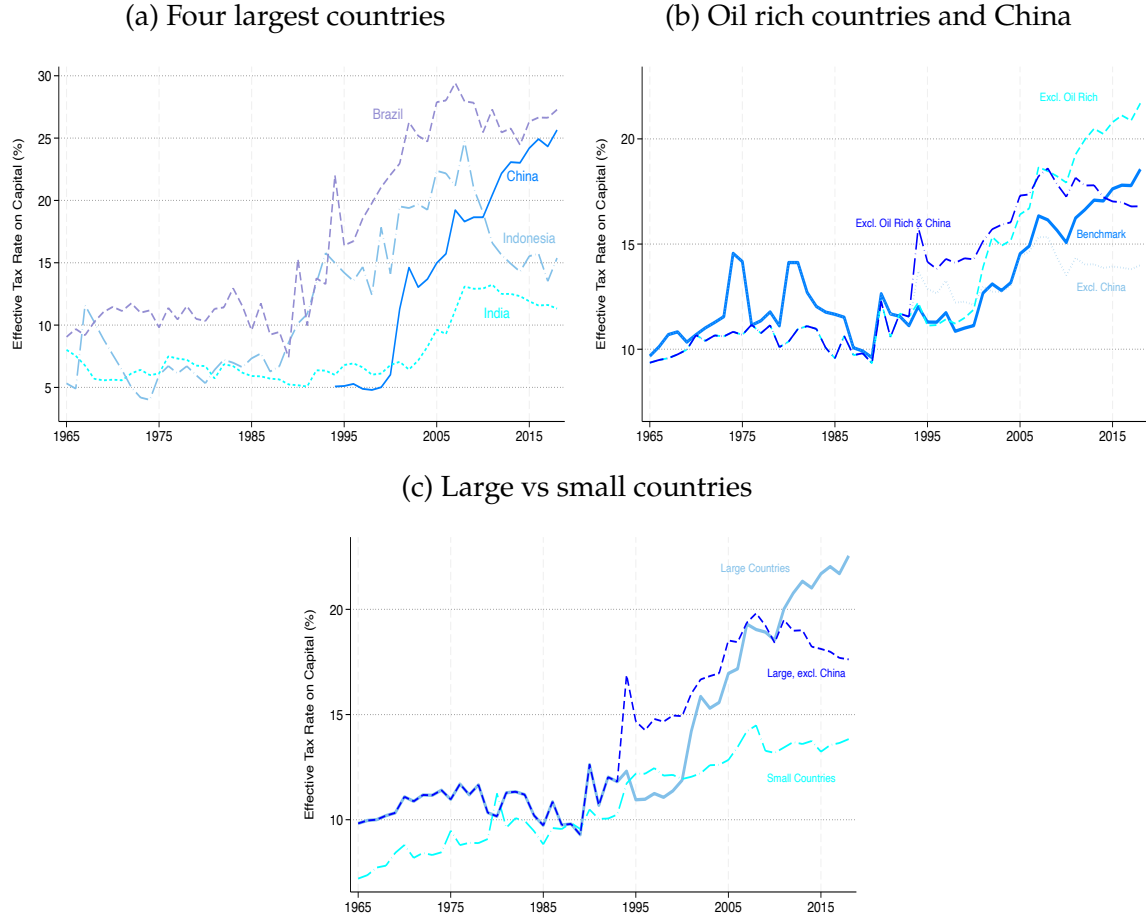 (a) Four largest countries
Effective Tax Rate on Capital (%)
30
25
20
15
10
5
Brazil
China
Indonesia
India
1965 1975 1985 1995 2005 2015
(b) Oil rich countries and China
Effective Tax Rate on Capital (%)
20
15
10
Excl. Oil Rich
Excl. Oil Rich & China
Benchmark
Excl. China
1965 1975 1985 1995 2005 2015
(c) Large vs small countries
Effective Tax Rate on Capital (%)
20
15
10
Large Countries
Large, excl. China
Small Countries
1965 1975 1985 1995 2005 2015